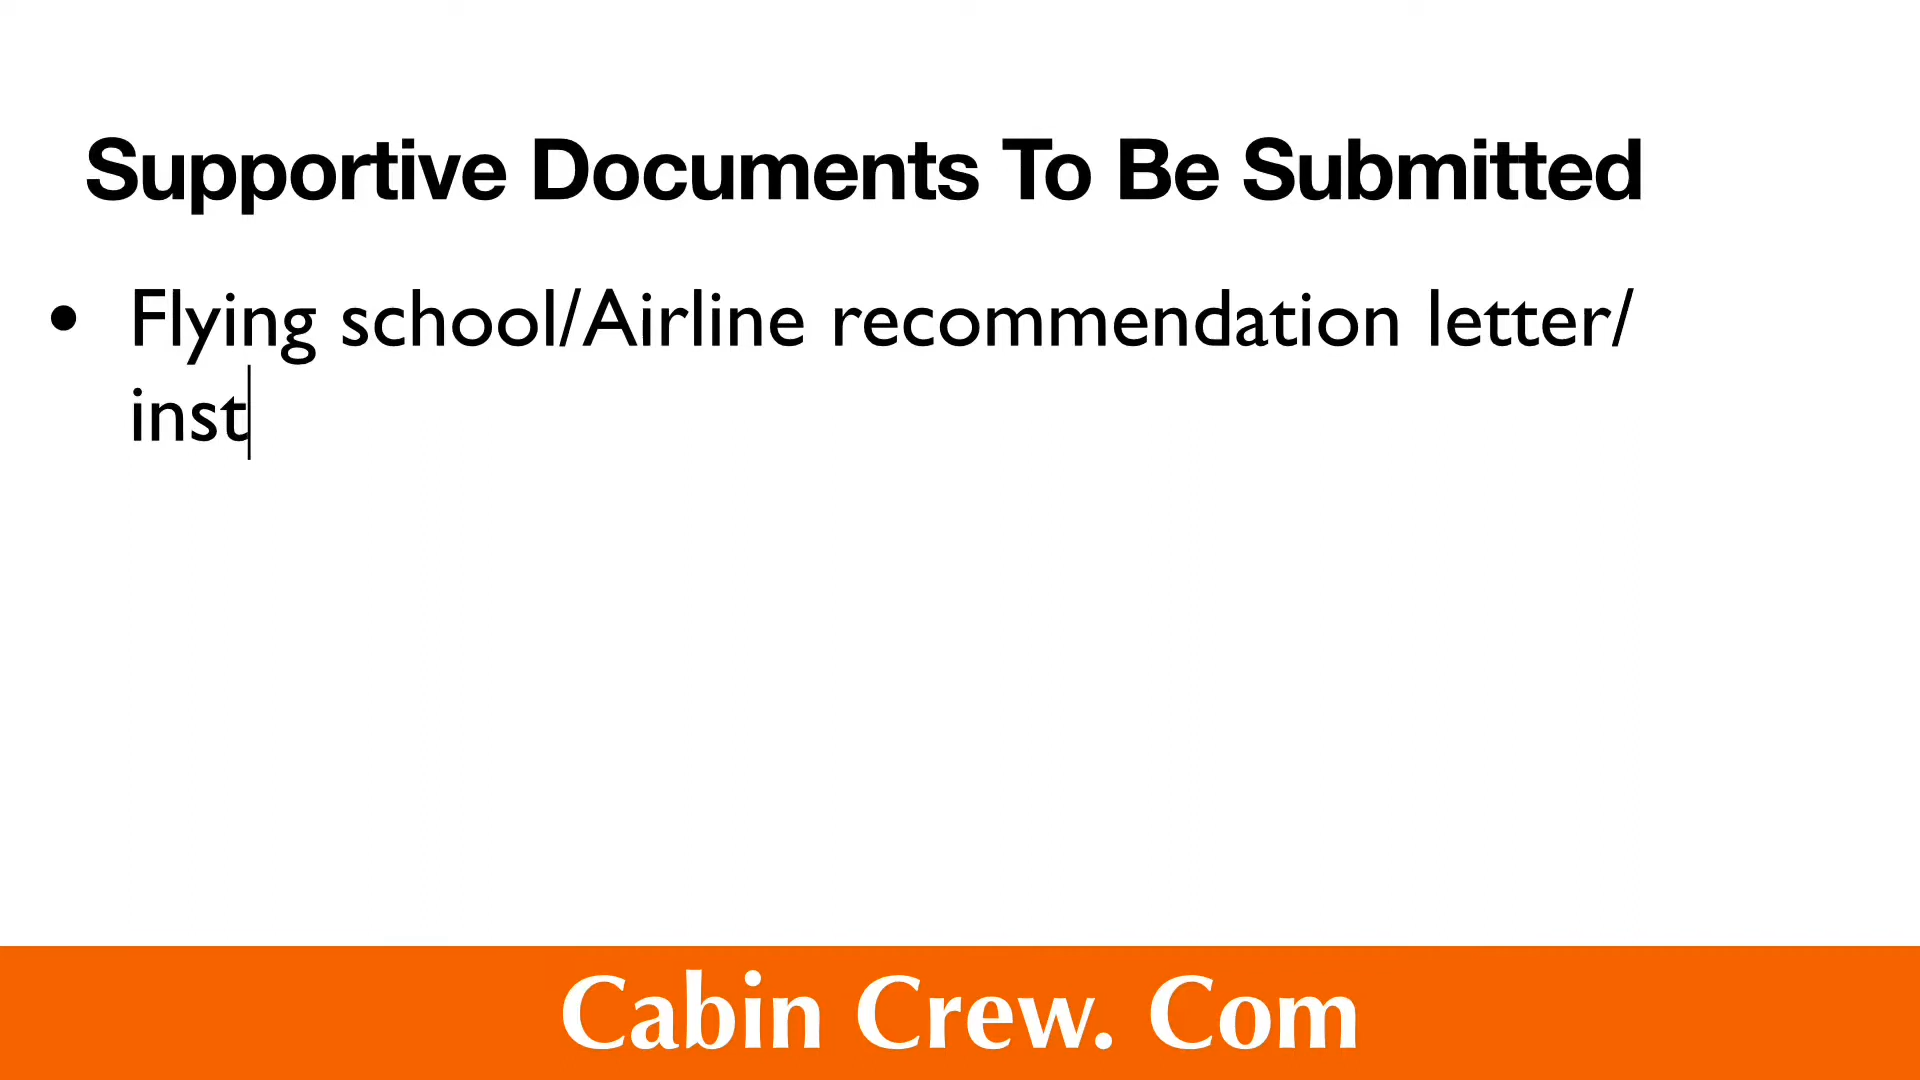 Supportive Documents To Be Submitted
• Flying school/Airline recommendation letter/
inst
Cabin Crew. Com